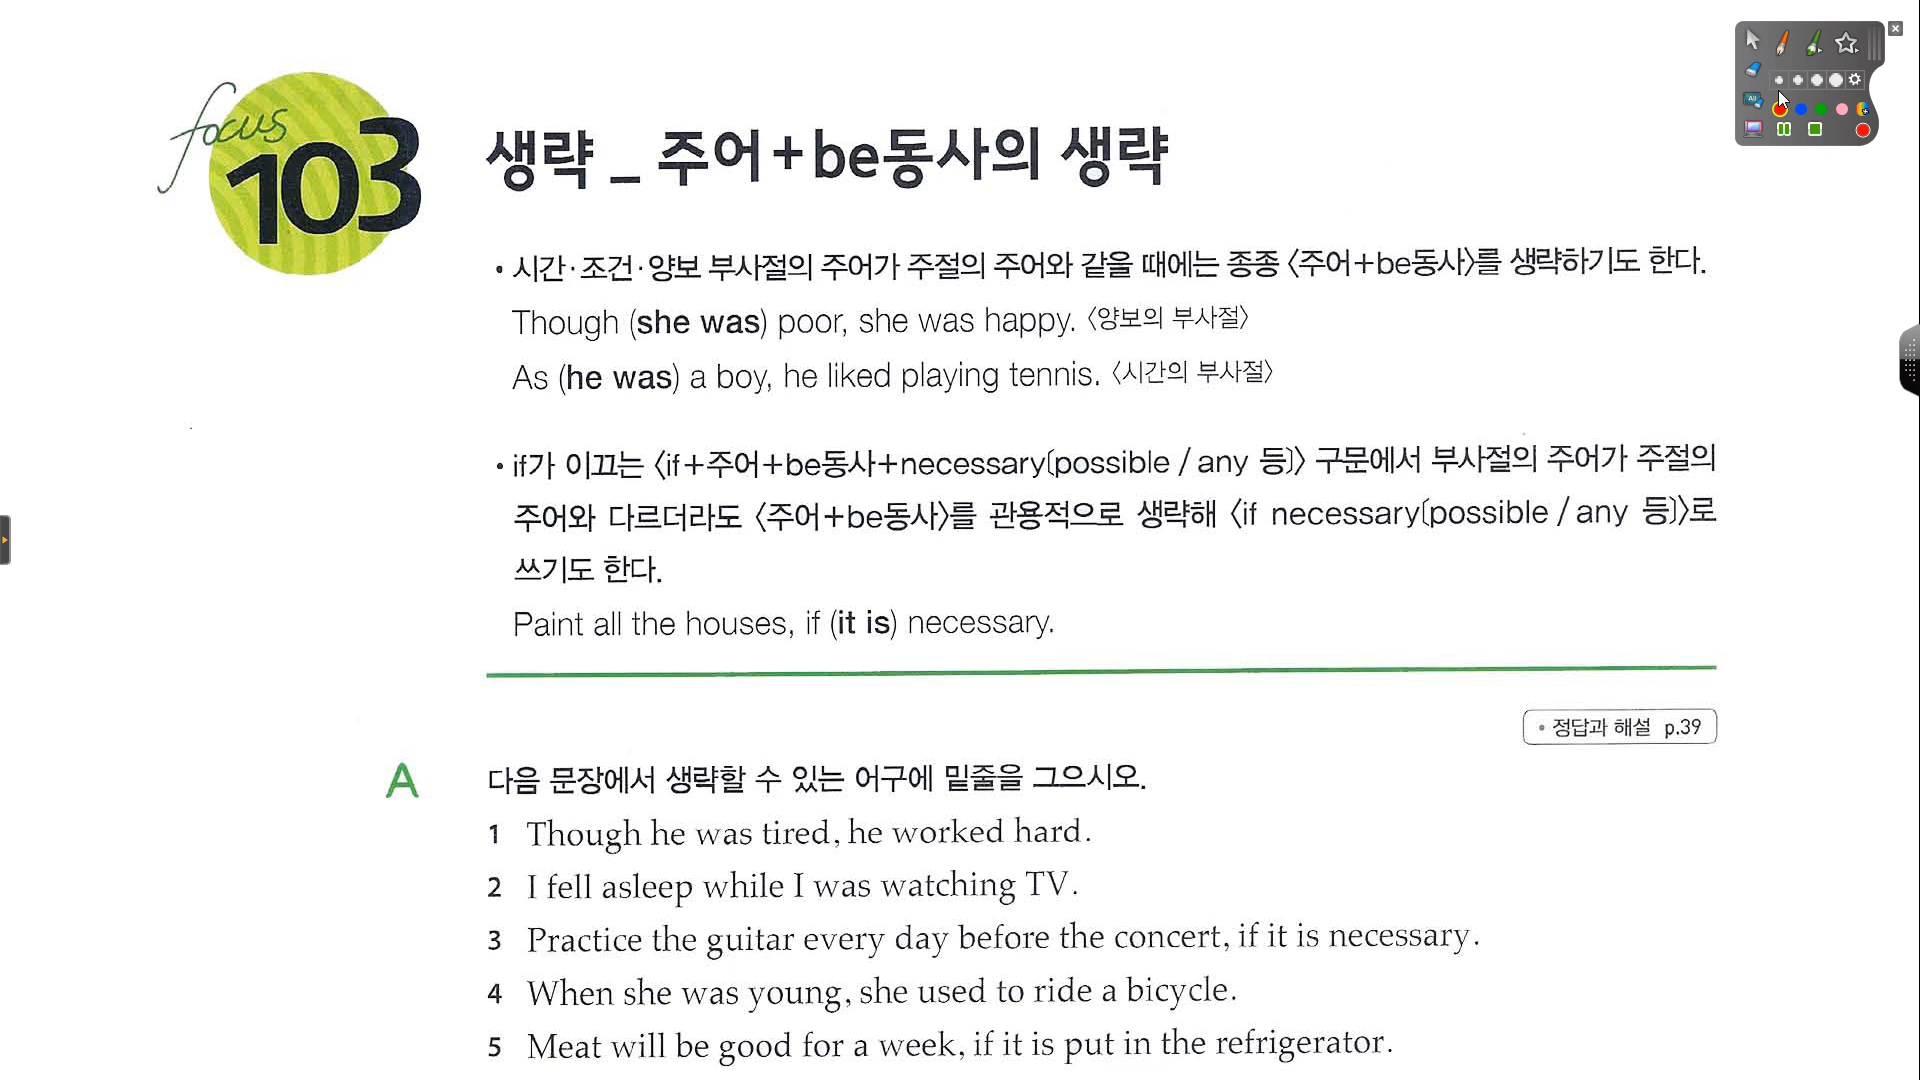 focus
103
생략 _ 주어+be동사의 생략
• 시간·조건·양보 부사절의 주어가 주절의 주어와 같을 때에는 종종 〈주어+be동사〉를 생략하기도 한다.
Though (she was) poor, she was happy. 〈양보의 부사절〉
As (he was) a boy, he liked playing tennis. 〈시간의 부사절〉
• if가 이끄는 〈if+주어+be동사+necessary(possible / any 등)〉 구문에서 부사절의 주어가 주절의
주어와 다르더라도 〈주어+be동사〉를 관용적으로 생략해 〈if necessary(possible / any 등)〉로
쓰기도 한다.
Paint all the houses, if (it is) necessary.
• 정답과 해설 p.39
A 다음 문장에서 생략할 수 있는 어구에 밑줄을 그으시오.
1 Though he was tired, he worked hard.
2 I fell asleep while I was watching TV.
3 Practice the guitar every day before the concert, if it is necessary.
4 When she was young, she used to ride a bicycle.
5 Meat will be good for a week, if it is put in the refrigerator.